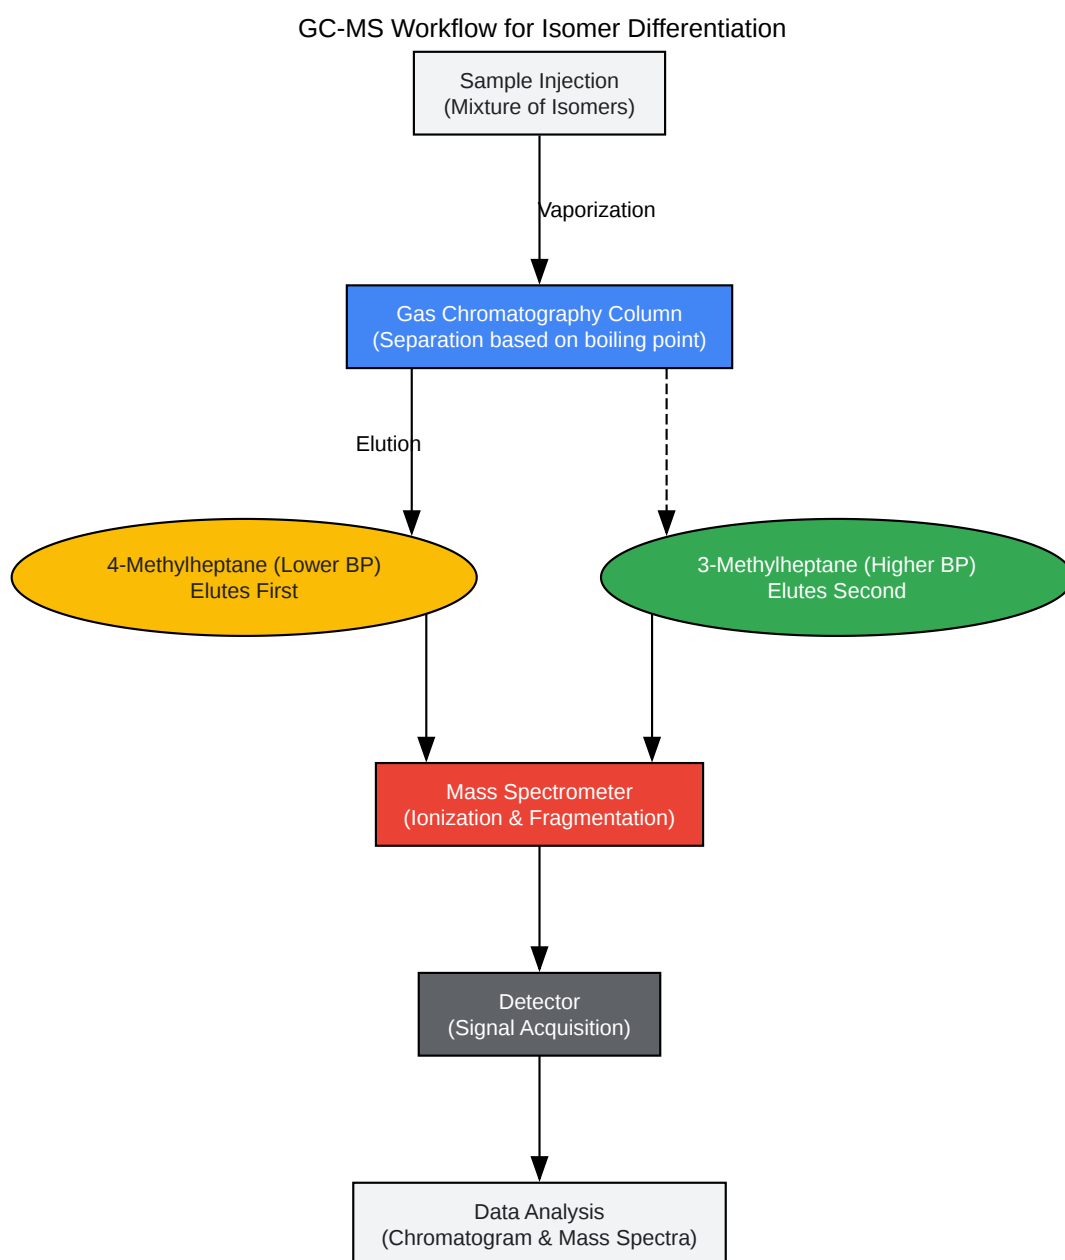 GC-MS Workflow for Isomer Differentiation
Sample Injection
(Mixture of Isomers)
Vaporization
Gas Chromatography Column
(Separation based on boiling point)
Elution
4-Methylheptane (Lower BP)
Elutes First
3-Methylheptane (Higher BP)
Elutes Second
Mass Spectrometer
(Ionization & Fragmentation)
Detector
(Signal Acquisition)
Data Analysis
(Chromatogram & Mass Spectra)